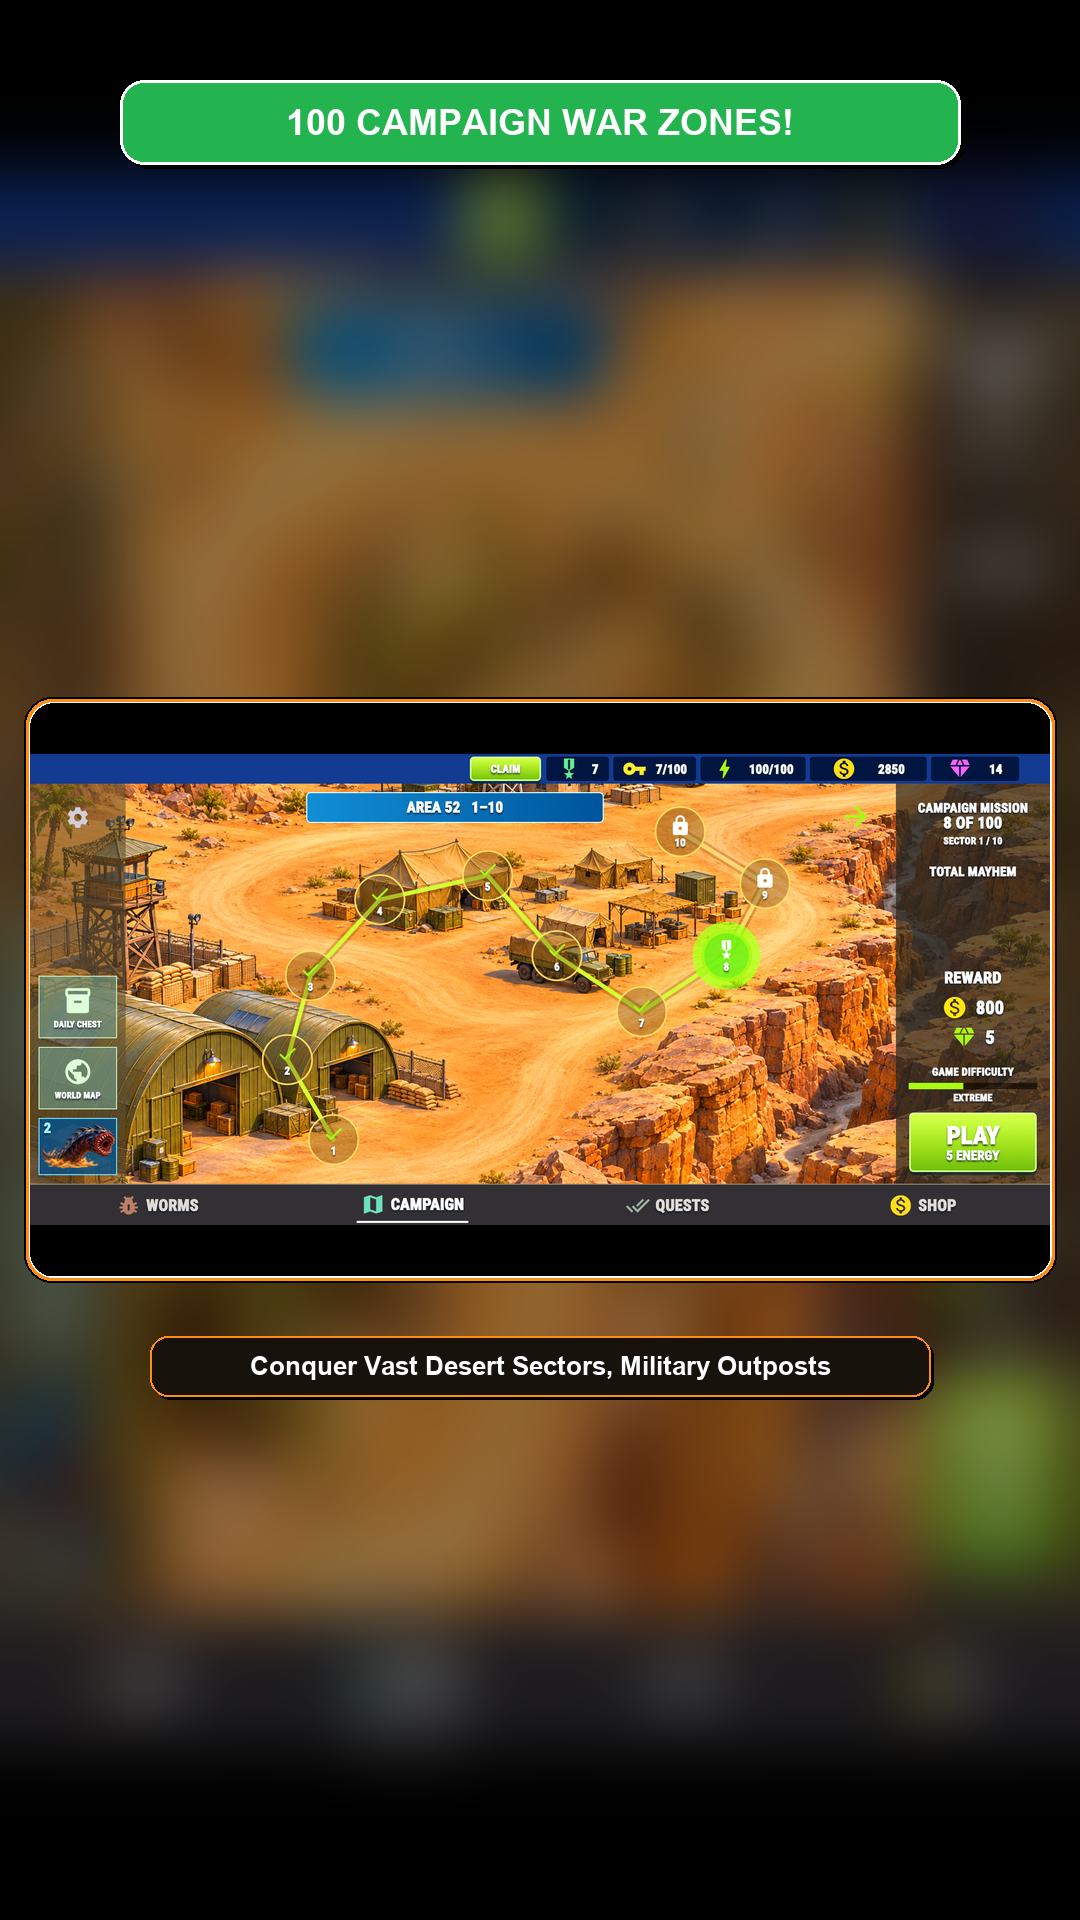 100 CAMPAIGN WAR ZONES!
CLAIM
7
7/100
100/100
2850
14
AREA 52 1–10
CAMPAIGN MISSION
8 OF 100
SECTOR 1 / 10
TOTAL MAYHEM
10
9
5
4
6
8
3
7
2
1
DAILY CHEST
WORLD MAP
2
REWARD
800
5
GAME DIFFICULTY
EXTREME
PLAY
5 ENERGY
WORMS
CAMPAIGN
QUESTS
SHOP
Conquer Vast Desert Sectors, Military Outposts